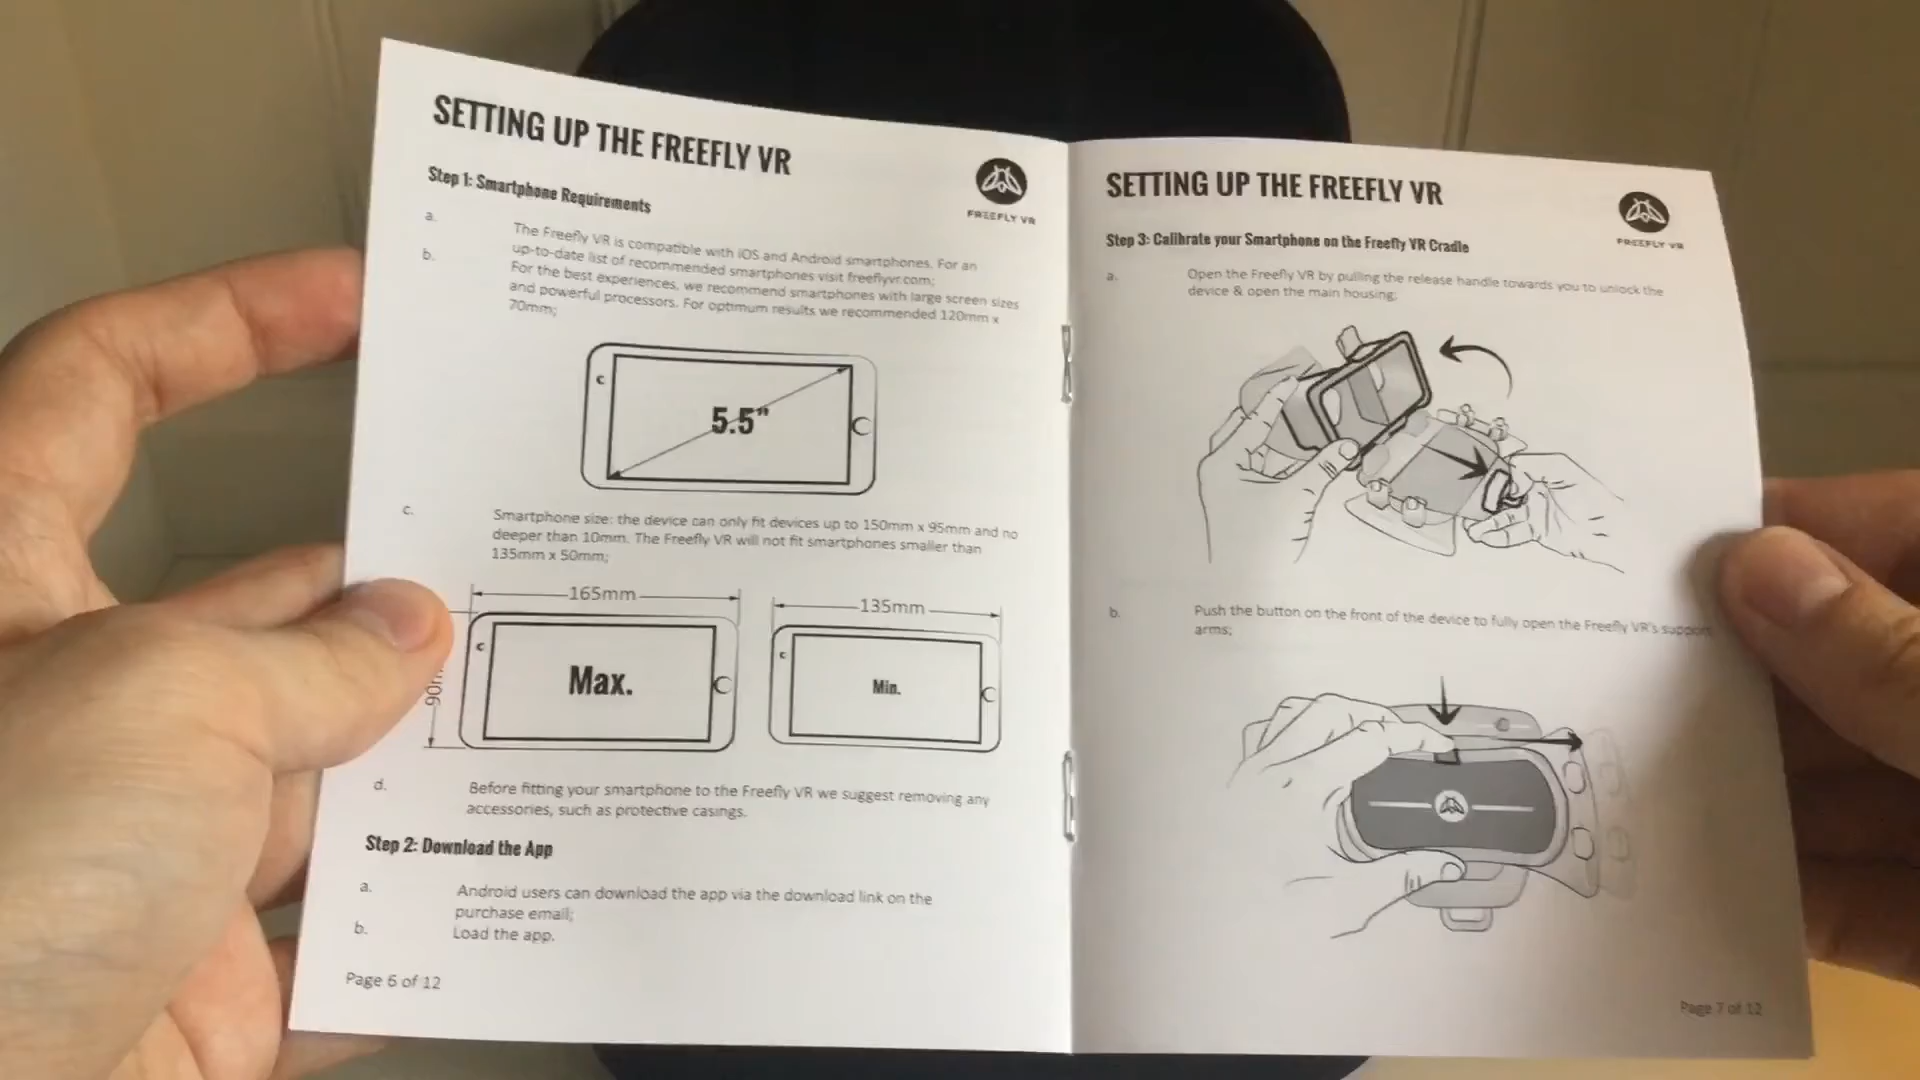 SETTING UP THE FREEFLY VR
FREEFLY VR
Step 1: Smartphone Requirements
a.
The Freefly VR is compatible with iOS and Android smartphones. For an
up-to-date list of recommended smartphones visit freeflyvr.com;
b.
For the best experiences, we recommend smartphones with large screen sizes
and powerful processors. For optimum results we recommended 120mm x
70mm;
5.5"
c.
Smartphone size: the device can only fit devices up to 150mm x 95mm and no
deeper than 10mm. The Freefly VR will not fit smartphones smaller than
135mm x 50mm;
165mm
135mm
Max.
Min.
d.
Before fitting your smartphone to the Freefly VR we suggest removing any
accessories, such as protective casings.
Step 2: Download the App
a.
Android users can download the app via the download link on the
purchase email;
b.
Load the app.
Page 6 of 12
SETTING UP THE FREEFLY VR
FREEFLY VR
Step 3: Calibrate your Smartphone on the Freefly VR Cradle
a.
Open the Freefly VR by pulling the release handle towards you to unlock the
device & open the main housing;
b.
Push the button on the front of the device to fully open the Freefly VR's support
arms;
Page 7 of 12